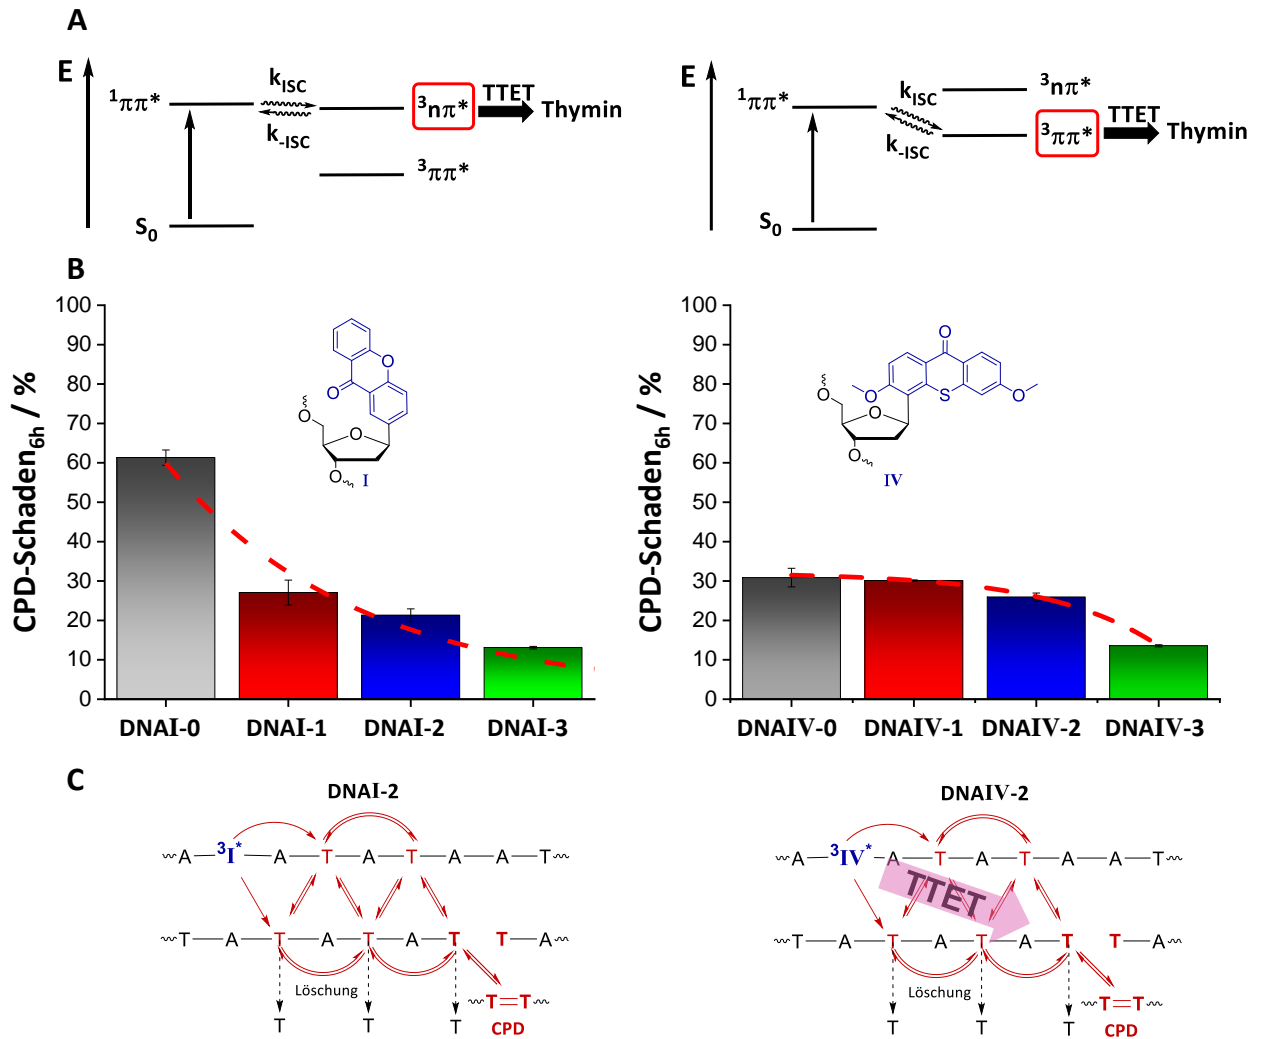 A
E
¹ππ*
k_ISC
k_-ISC
³nπ*
TTET
Thymin
³ππ*
S₀
E
¹ππ*
k_ISC
k_-ISC
³nπ*
³ππ*
TTET
Thymin
S₀
B
CPD-Schaden_6h / %
100
90
80
70
60
50
40
30
20
10
0
O
O
O
O
O
I
DNAI-0
DNAI-1
DNAI-2
DNAI-3
CPD-Schaden_6h / %
100
90
80
70
60
50
40
30
20
10
0
O
O
S
O
O
O
O
IV
DNAIV-0
DNAIV-1
DNAIV-2
DNAIV-3
C
DNAI-2
A ³I* A T A T A A T
T A T A T A T T A
Löschung
T T T
T=T
CPD
DNAIV-2
A ³IV* A T A T A A T
TTET
T A T A T A T T A
Löschung
T T T
T=T
CPD